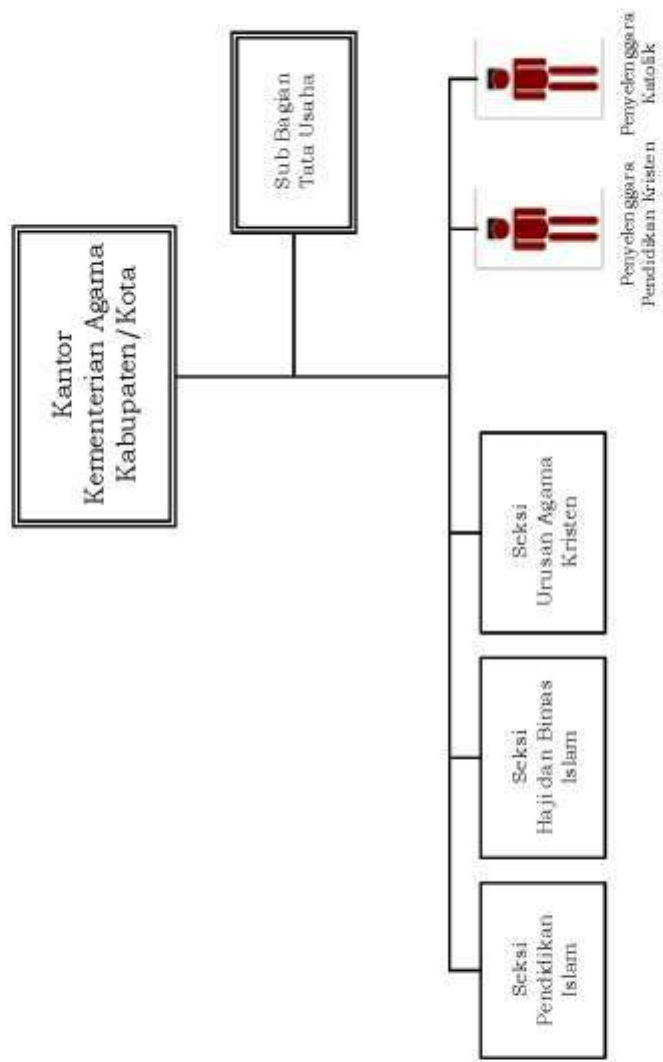 Kantor
Kementerian Agama
Kabupaten/Kota
Sub Bagian
Tata Usaha
Seksi
Pendidikan
Islam
Seksi
Haji dan Bimas
Islam
Seksi
Urusan Agama
Kristen
Penyelenggara
Pendidikan Kristen
Penyelenggara
Katolik